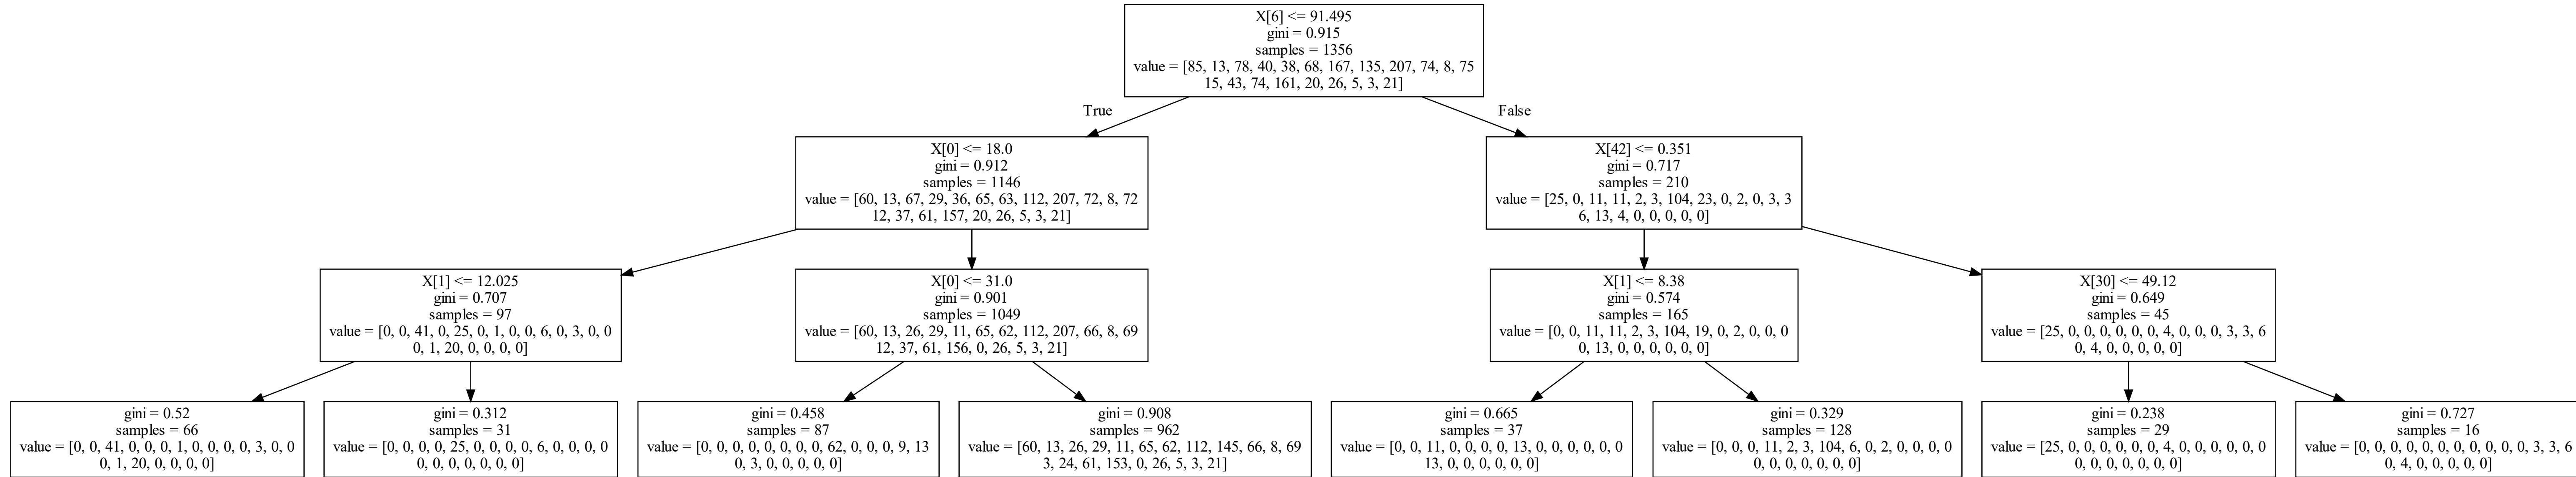 X[6] <= 91.495
gini = 0.915
samples = 1356
value = [85, 13, 78, 40, 38, 68, 167, 135, 207, 74, 8, 75
15, 43, 74, 161, 20, 26, 5, 3, 21]
True
False
X[0] <= 18.0
gini = 0.912
samples = 1146
value = [60, 13, 67, 29, 36, 65, 63, 112, 207, 72, 8, 72
12, 37, 61, 157, 20, 26, 5, 3, 21]
X[42] <= 0.351
gini = 0.717
samples = 210
value = [25, 0, 11, 11, 2, 3, 104, 23, 0, 2, 0, 3, 3
6, 13, 4, 0, 0, 0, 0, 0]
X[1] <= 12.025
gini = 0.707
samples = 97
value = [0, 0, 41, 0, 25, 0, 1, 0, 0, 6, 0, 3, 0, 0
0, 1, 20, 0, 0, 0, 0]
X[0] <= 31.0
gini = 0.901
samples = 1049
value = [60, 13, 26, 29, 11, 65, 62, 112, 207, 66, 8, 69
12, 37, 61, 156, 0, 26, 5, 3, 21]
X[1] <= 8.38
gini = 0.574
samples = 165
value = [0, 0, 11, 11, 2, 3, 104, 19, 0, 2, 0, 0, 0
0, 13, 0, 0, 0, 0, 0, 0]
X[30] <= 49.12
gini = 0.649
samples = 45
value = [25, 0, 0, 0, 0, 0, 0, 4, 0, 0, 0, 3, 3, 6
0, 4, 0, 0, 0, 0, 0]
gini = 0.52
samples = 66
value = [0, 0, 41, 0, 0, 0, 1, 0, 0, 0, 0, 3, 0, 0
0, 1, 20, 0, 0, 0, 0]
gini = 0.312
samples = 31
value = [0, 0, 0, 0, 25, 0, 0, 0, 0, 6, 0, 0, 0, 0
0, 0, 0, 0, 0, 0, 0]
gini = 0.458
samples = 87
value = [0, 0, 0, 0, 0, 0, 0, 0, 62, 0, 0, 0, 9, 13
0, 3, 0, 0, 0, 0, 0]
gini = 0.908
samples = 962
value = [60, 13, 26, 29, 11, 65, 62, 112, 145, 66, 8, 69
3, 24, 61, 153, 0, 26, 5, 3, 21]
gini = 0.665
samples = 37
value = [0, 0, 11, 0, 0, 0, 0, 13, 0, 0, 0, 0, 0, 0
13, 0, 0, 0, 0, 0, 0]
gini = 0.329
samples = 128
value = [0, 0, 0, 11, 2, 3, 104, 6, 0, 2, 0, 0, 0, 0
0, 0, 0, 0, 0, 0, 0]
gini = 0.238
samples = 29
value = [25, 0, 0, 0, 0, 0, 0, 4, 0, 0, 0, 0, 0, 0
0, 0, 0, 0, 0, 0, 0]
gini = 0.727
samples = 16
value = [0, 0, 0, 0, 0, 0, 0, 0, 0, 0, 0, 3, 3, 6
0, 4, 0, 0, 0, 0, 0]